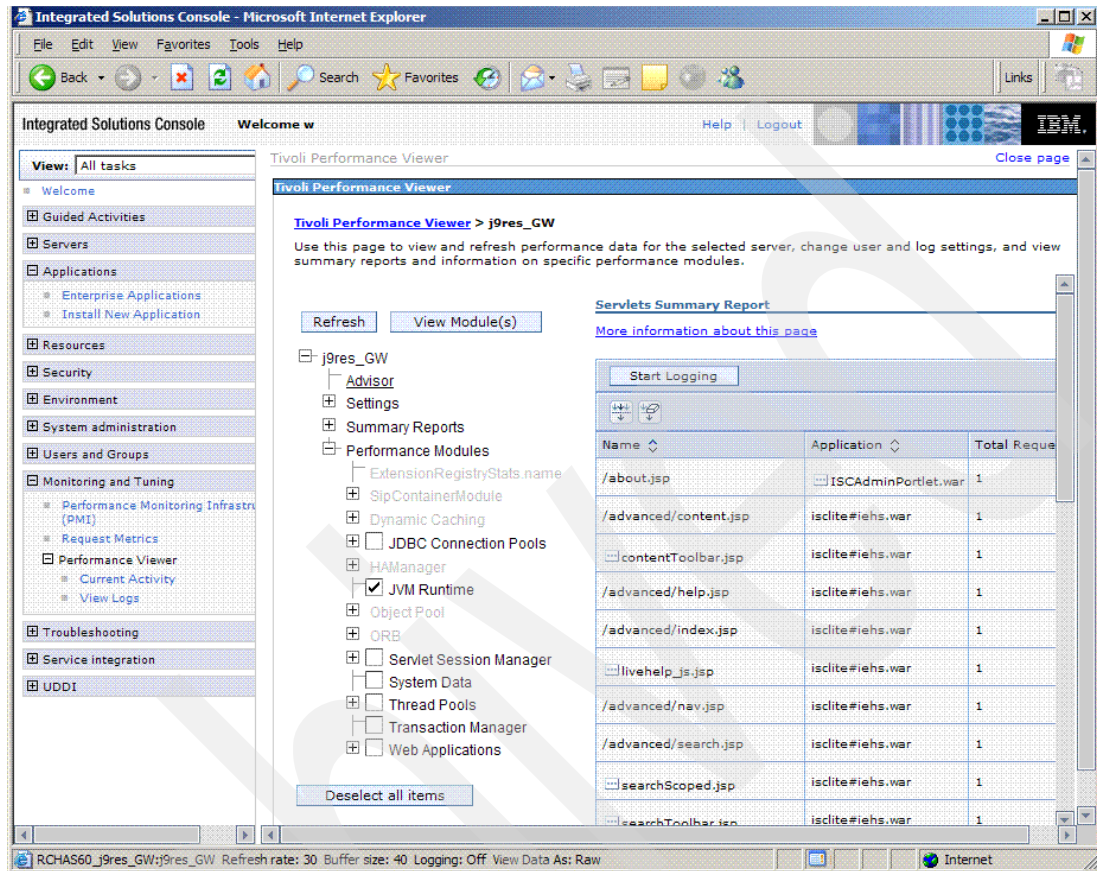 Integrated Solutions Console - Microsoft Internet Explorer
File Edit View Favorites Tools Help
Back Search Favorites Links
Integrated Solutions Console Welcome w Help | Logout IBM.
View: All tasks
Welcome
Guided Activities
Servers
Applications
Enterprise Applications
Install New Application
Resources
Security
Environment
System administration
Users and Groups
Monitoring and Tuning
Performance Monitoring Infrastru
(PMI)
Request Metrics
Performance Viewer
Current Activity
View Logs
Troubleshooting
Service integration
UDDI
Tivoli Performance Viewer Close page
Tivoli Performance Viewer
Tivoli Performance Viewer > j9res_GW
Use this page to view and refresh performance data for the selected server, change user and log settings, and view
summary reports and information on specific performance modules.
Refresh View Module(s)
j9res_GW
Advisor
Settings
Summary Reports
Performance Modules
ExtensionRegistryStats.name
SipContainerModule
Dynamic Caching
JDBC Connection Pools
HAManager
JVM Runtime
Object Pool
ORB
Servlet Session Manager
System Data
Thread Pools
Transaction Manager
Web Applications
Deselect all items
Servlets Summary Report
More information about this page
Start Logging
Name Application Total Reque
/about.jsp ISCAdminPortlet.war 1
/advanced/content.jsp isclite#iehs.war 1
contentToolbar.jsp isclite#iehs.war 1
/advanced/help.jsp isclite#iehs.war 1
/advanced/index.jsp isclite#iehs.war 1
livehelp_js.jsp isclite#iehs.war 1
/advanced/nav.jsp isclite#iehs.war 1
/advanced/search.jsp isclite#iehs.war 1
searchScoped.jsp isclite#iehs.war 1
searchToolbar.jsp isclite#iehs.war 1
RCHAS60_j9res_GW:j9res_GW Refresh rate: 30 Buffer size: 40 Logging: Off View Data As: Raw Internet